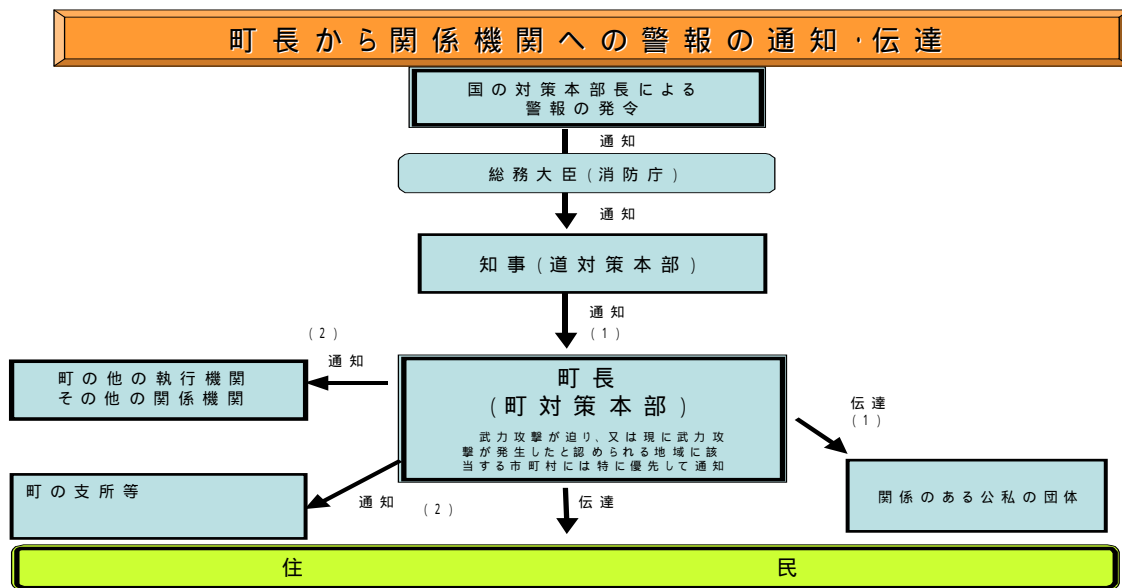 町長から関係機関への警報の通知・伝達
国の対策本部長による
警報の発令
通知
総務大臣(消防庁)
通知
知事(道対策本部)
通知
(1)
(2)
通知
町の他の執行機関
その他の関係機関
町長
(町対策本部)
武力攻撃が迫り、又は現に武力攻
撃が発生したと認められる地域に該
当する市町村には特に優先して通知
伝達
(1)
町の支所等
通知
(2)
伝達
関係のある公私の団体
住民